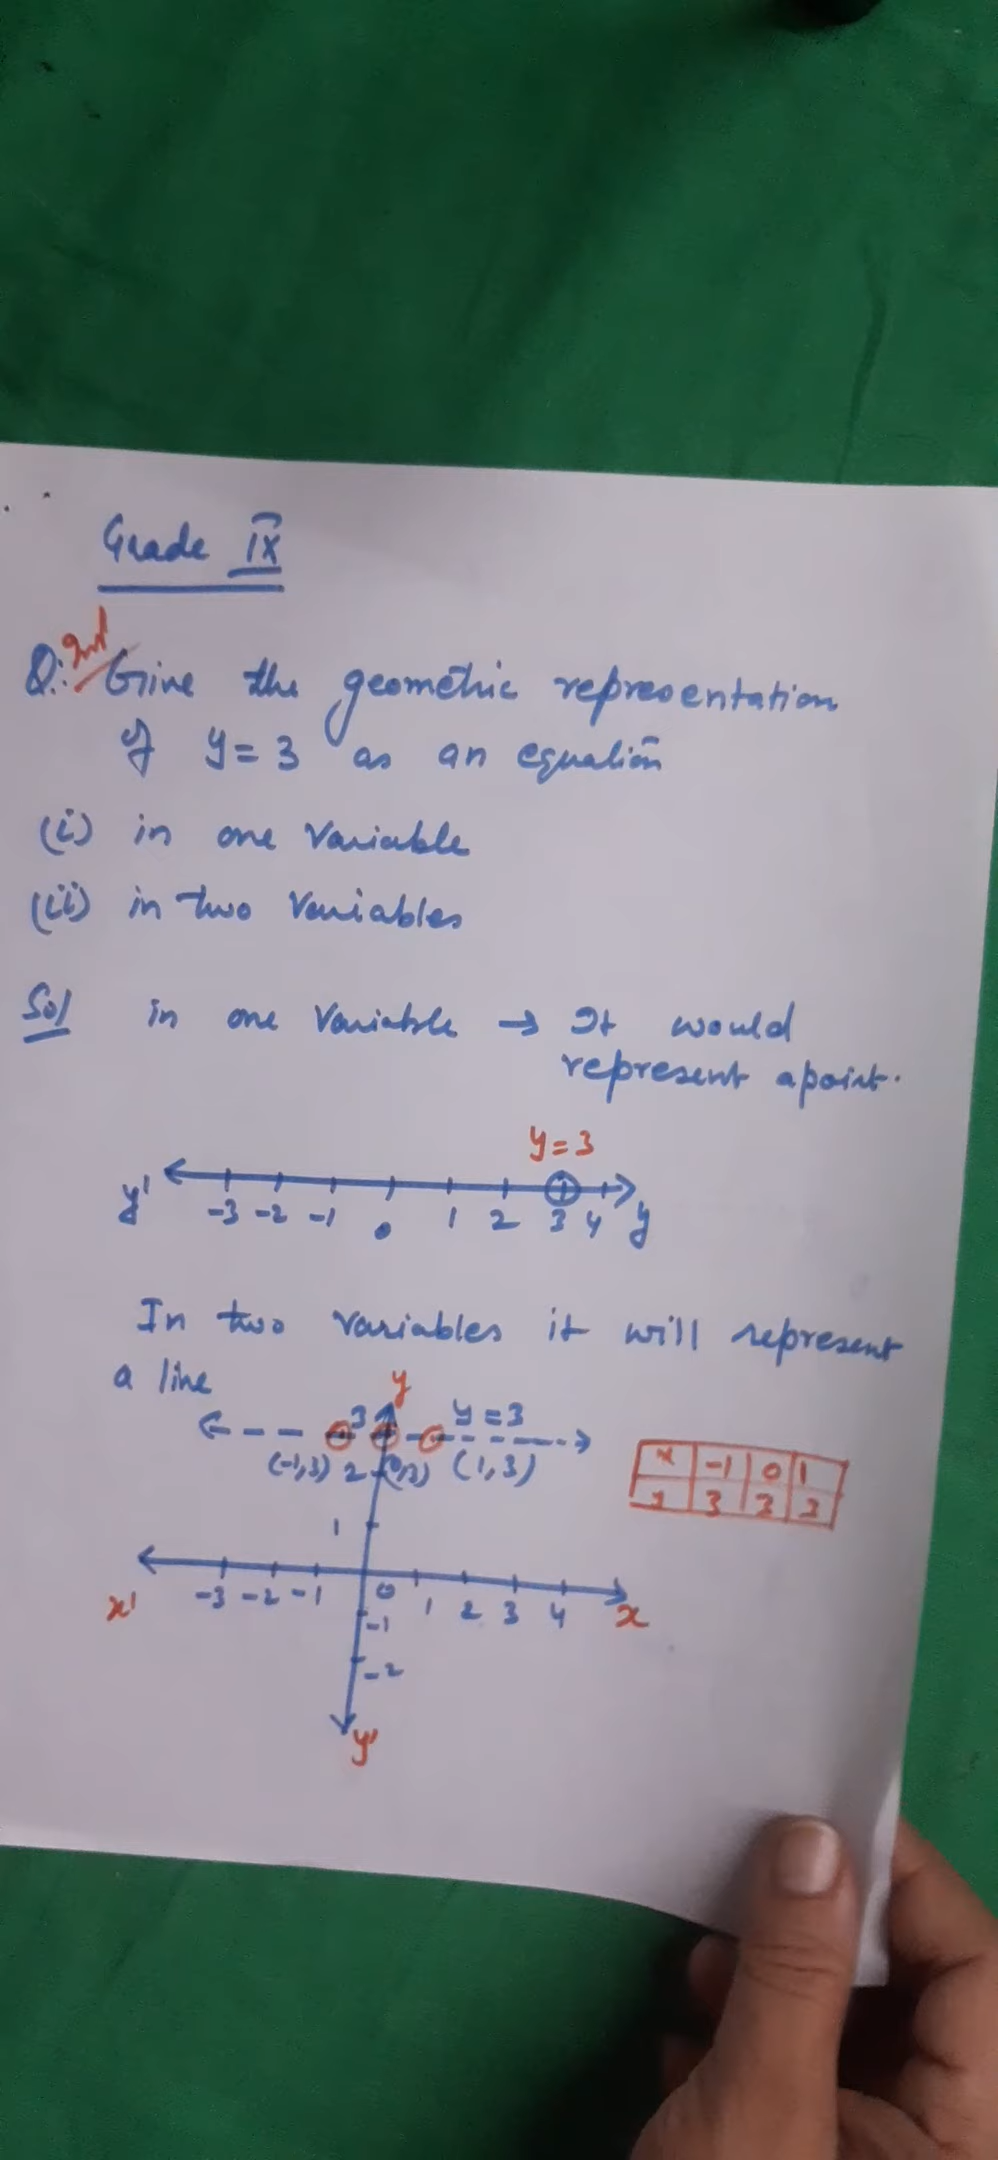 Grade IX
Q: 2nd Give the geometric representation
of y = 3 as an equation
(i) in one Variable
(ii) in two Variables
Sol in one Variable → It would
represent a point.
y = 3
y' -3 -2 -1 0 1 2 3 4 y
In two variables it will represent
a line
y
3 y = 3
(-1,3) 2 (0,3) (1,3)
x -1 0 1
y 3 3 3
1
x' -3 -2 -1 0 1 2 3 4 x
-1
-2
y'